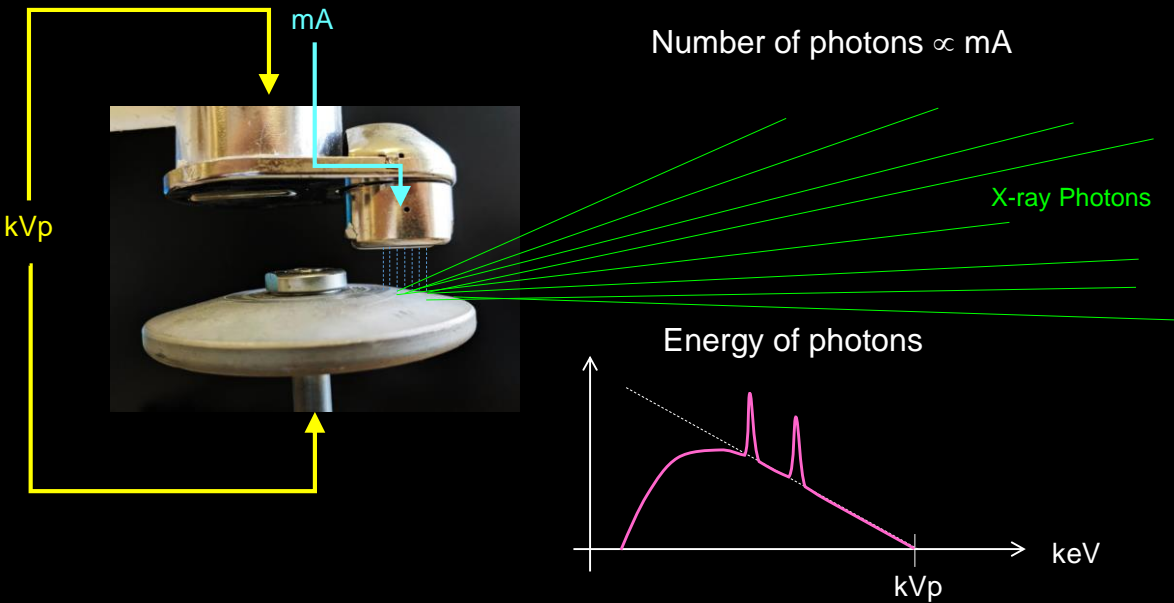 mA
Number of photons ∝ mA
X-ray Photons
kVp
Energy of photons
keV
kVp